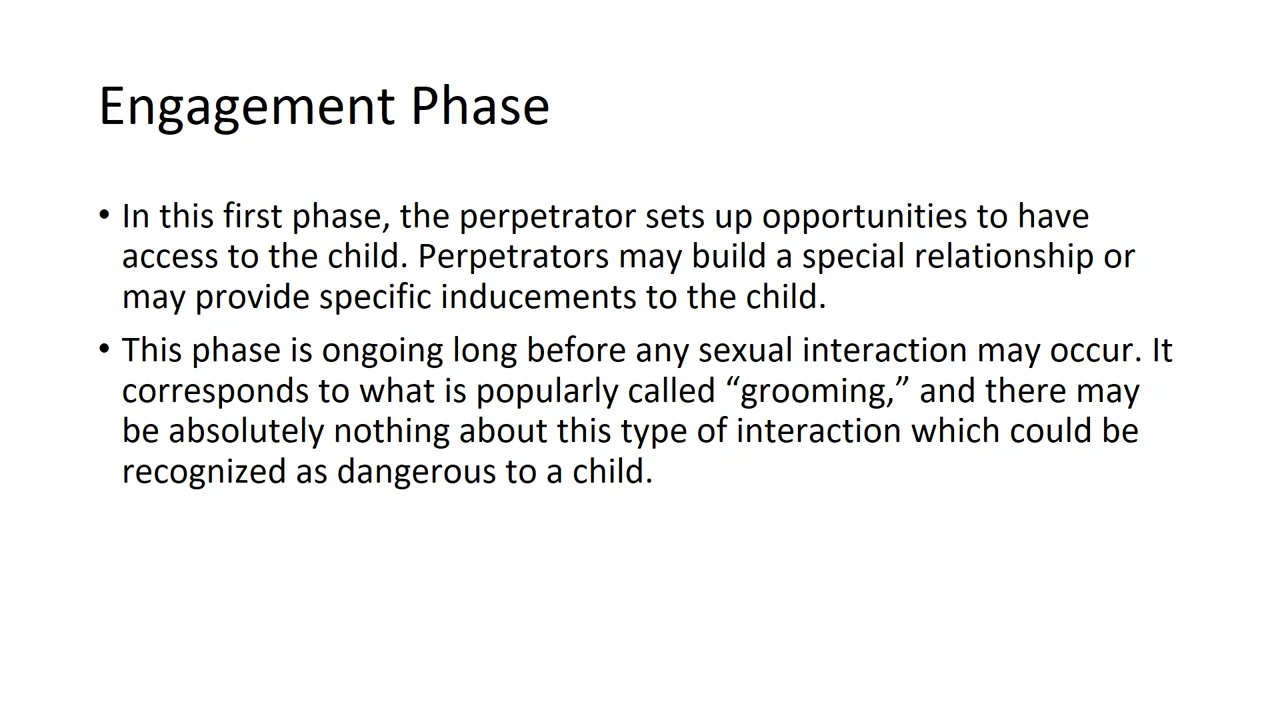 Engagement Phase
• In this first phase, the perpetrator sets up opportunities to have
access to the child. Perpetrators may build a special relationship or
may provide specific inducements to the child.
• This phase is ongoing long before any sexual interaction may occur. It
corresponds to what is popularly called “grooming,” and there may
be absolutely nothing about this type of interaction which could be
recognized as dangerous to a child.